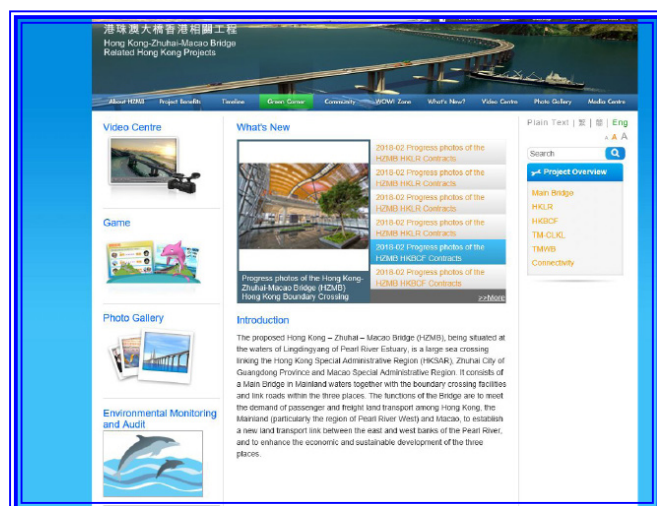 港珠澳大橋香港相關工程
Hong Kong-Zhuhai-Macao Bridge
Related Hong Kong Projects
About HZMB Project Benefits Timeline Green Corner Community WOW! Zone What's New? Video Centre Photo Gallery Media Centre
Plain Text | 繁 | 簡 | Eng
A A A
Search
Project Overview
Main Bridge
HKLR
HKBCF
TM-CLKL
TMWB
Connectivity
Video Centre
Game
Photo Gallery
Environmental Monitoring
and Audit
What's New
Progress photos of the Hong Kong-
Zhuhai-Macao Bridge (HZMB)
Hong Kong Boundary Crossing
2018-02 Progress photos of the
HZMB HKLR Contracts
2018-02 Progress photos of the
HZMB HKLR Contracts
2018-02 Progress photos of the
HZMB HKLR Contracts
2018-02 Progress photos of the
HZMB HKLR Contracts
2018-02 Progress photos of the
HZMB HKBCF Contracts
2018-02 Progress photos of the
HZMB HKBCF Contracts
>>More
Introduction
The proposed Hong Kong – Zhuhai – Macao Bridge (HZMB), being situated at
the waters of Lingdingyang of Pearl River Estuary, is a large sea crossing
linking the Hong Kong Special Administrative Region (HKSAR), Zhuhai City of
Guangdong Province and Macao Special Administrative Region. It consists of
a Main Bridge in Mainland waters together with the boundary crossing facilities
and link roads within the three places. The functions of the Bridge are to meet
the demand of passenger and freight land transport among Hong Kong, the
Mainland (particularly the region of Pearl River West) and Macao, to establish
a new land transport link between the east and west banks of the Pearl River,
and to enhance the economic and sustainable development of the three
places.